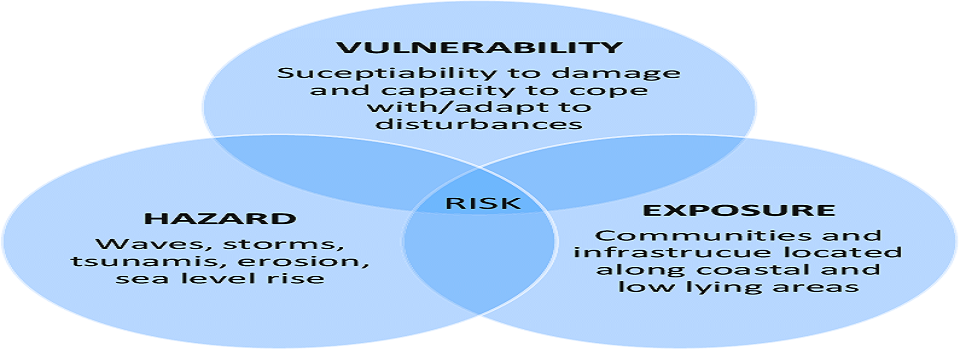 VULNERABILITY
Suceptiability to damage
and capacity to cope
with/adapt to
disturbances
RISK
HAZARD
Waves, storms,
tsunamis, erosion,
sea level rise
EXPOSURE
Communities and
infrastrucue located
along coastal and
low lying areas